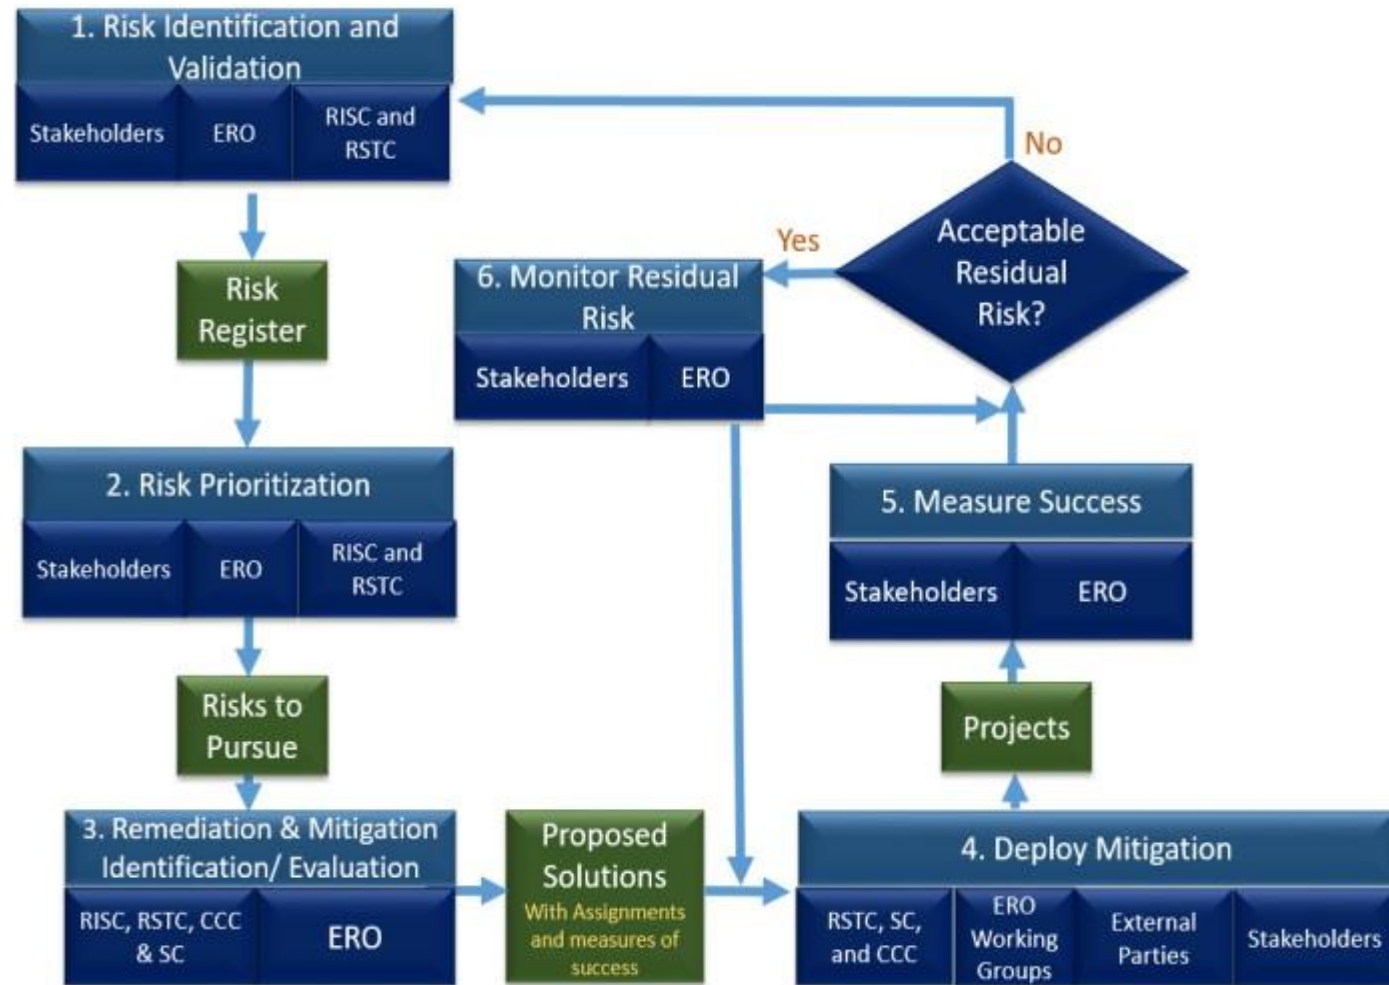 1. Risk Identification and
Validation
Stakeholders
ERO
RISC and
RSTC
Risk
Register
2. Risk Prioritization
Stakeholders
ERO
RISC and
RSTC
Risks to
Pursue
3. Remediation & Mitigation
Identification/ Evaluation
RISC, RSTC, CCC
& SC
ERO
Proposed
Solutions
With Assignments
and measures of
success
4. Deploy Mitigation
RSTC, SC,
and CCC
ERO
Working
Groups
External
Parties
Stakeholders
Projects
5. Measure Success
Stakeholders
ERO
Acceptable
Residual
Risk?
No
Yes
6. Monitor Residual
Risk
Stakeholders
ERO